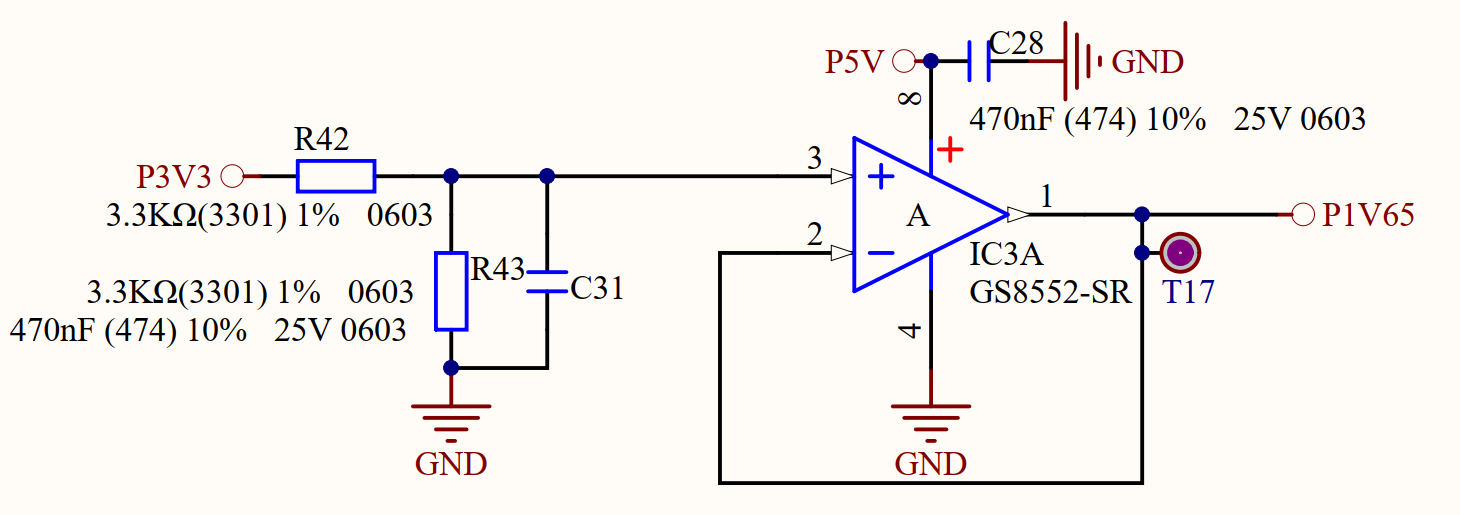 P5V
C28
GND
8
470nF (474) 10% 25V 0603
R42
P3V3
3.3KΩ(3301) 1% 0603
3
+
+
A
1
P1V65
2
−
IC3A
GS8552-SR
T17
R43
C31
3.3KΩ(3301) 1% 0603
470nF (474) 10% 25V 0603
4
GND
GND